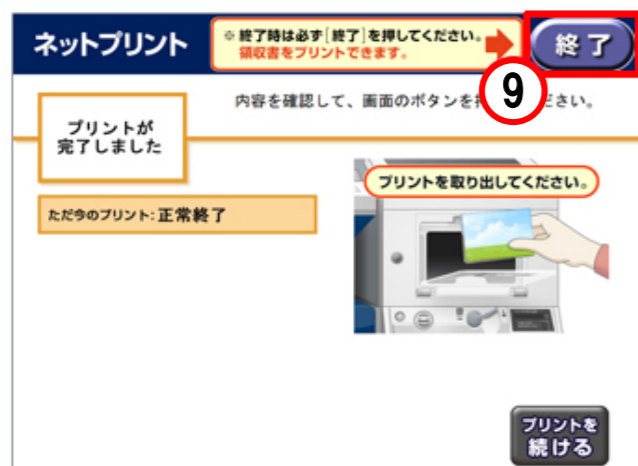 ネットプリント
※ 終了時は必ず[終了]を押してください。
領収書をプリントできます。
終了
9
内容を確認して、画面のボタンを
ださい。
プリントが
完了しました
ただ今のプリント: 正常終了
プリントを取り出してください。
プリントを
続ける